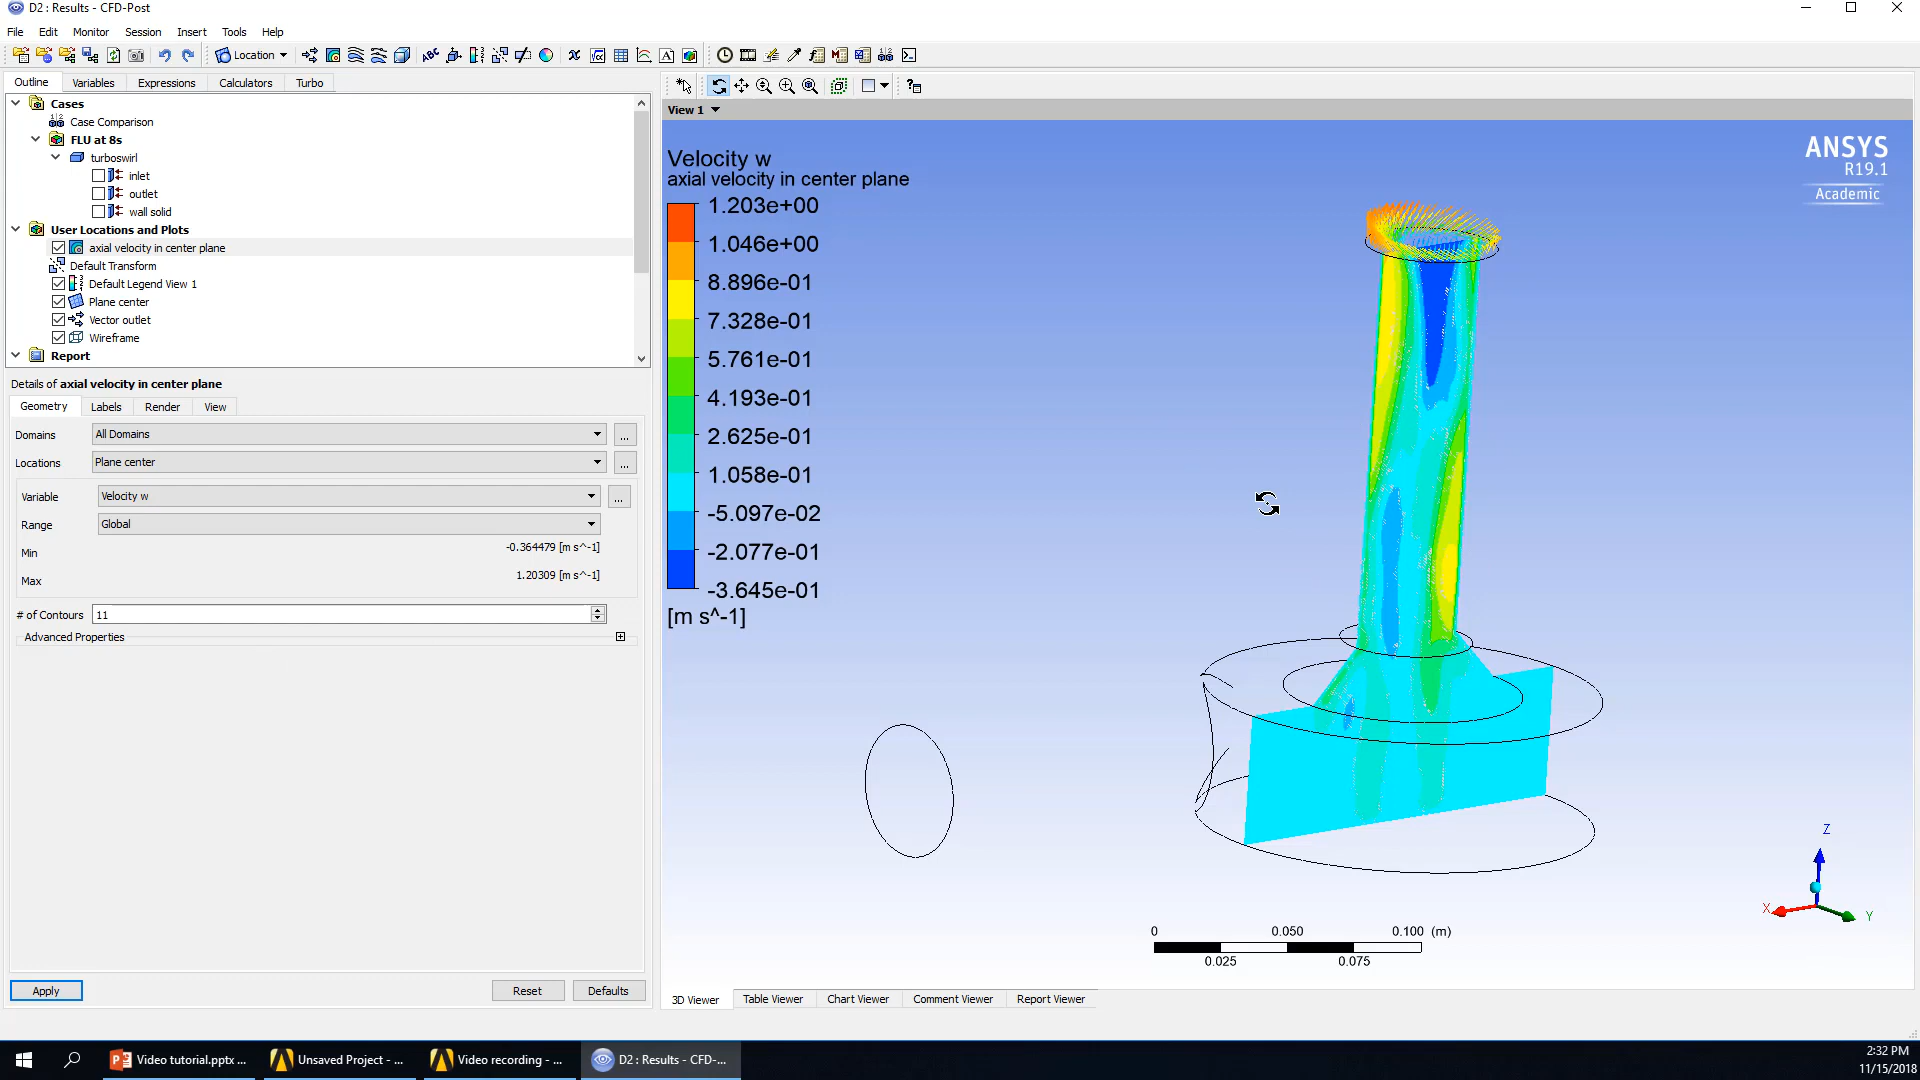 D2 : Results - CFD-Post
File Edit Monitor Session Insert Tools Help
Location
Outline Variables Expressions Calculators Turbo
Cases
Case Comparison
FLU at 8s
turboswirl
inlet
outlet
wall solid
User Locations and Plots
axial velocity in center plane
Default Transform
Default Legend View 1
Plane center
Vector outlet
Wireframe
Report
Details of axial velocity in center plane
Geometry Labels Render View
Domains All Domains ...
Locations Plane center ...
Variable Velocity w ...
Range Global
Min -0.364479 [m s^-1]
Max 1.20309 [m s^-1]
# of Contours 11
Advanced Properties
Apply Reset Defaults
View 1
Velocity w
axial velocity in center plane
1.203e+00
1.046e+00
8.896e-01
7.328e-01
5.761e-01
4.193e-01
2.625e-01
1.058e-01
-5.097e-02
-2.077e-01
-3.645e-01
[m s^-1]
ANSYS
R19.1
Academic
Z
X
Y
0 0.050 0.100 (m)
0.025 0.075
3D Viewer Table Viewer Chart Viewer Comment Viewer Report Viewer
Video tutorial.pptx ... Unsaved Project - ... Video recording - ... D2 : Results - CFD-...
2:32 PM
11/15/2018